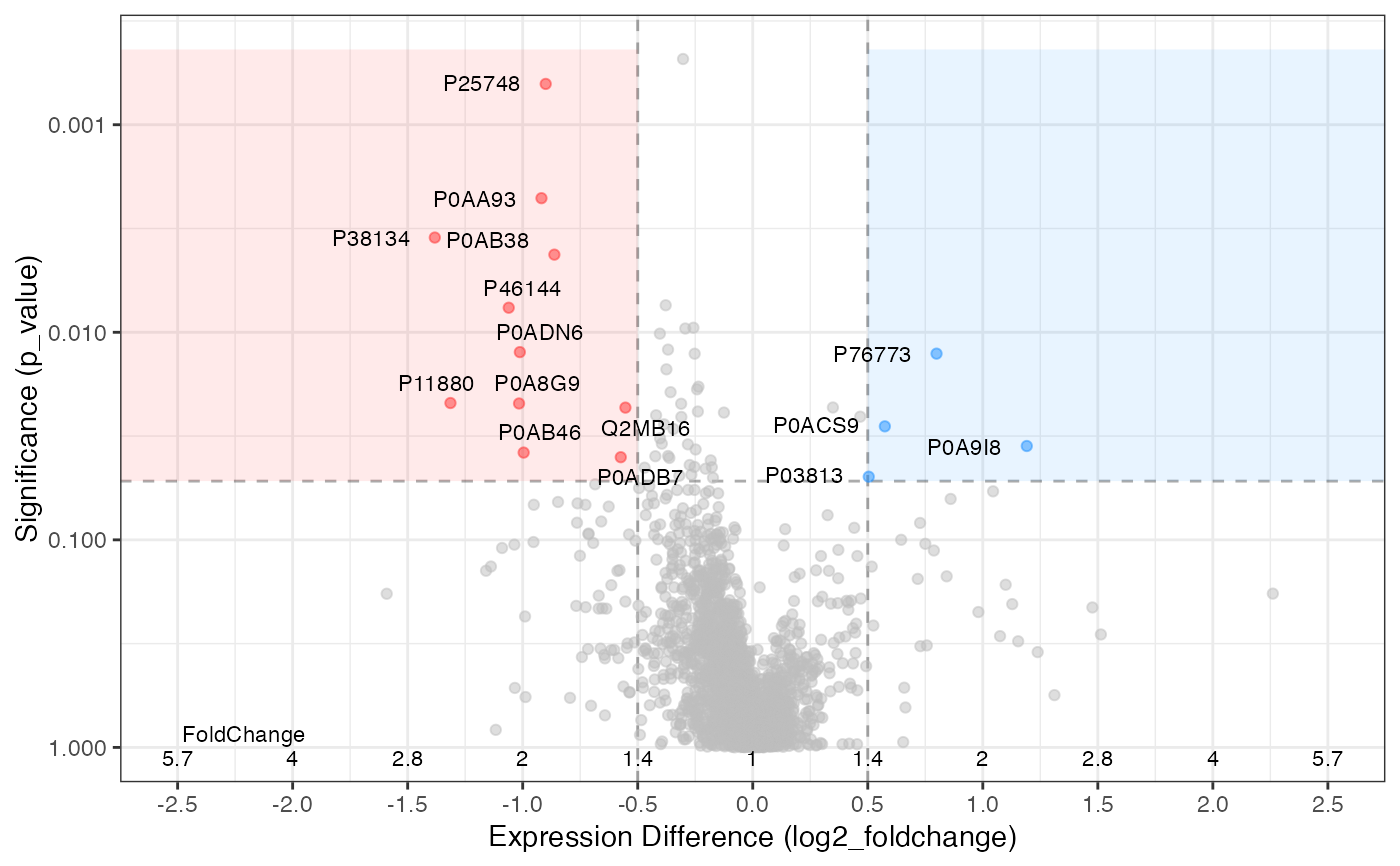 P25748
0.001
P0AA93
P38134
P0AB38
P46144
0.010
P0ADN6
P76773
P11880
P0A8G9
P0ACS9
Q2MB16
P0AB46
P0A9I8
P03813
P0ADB7
0.100
FoldChange
1.000
5.7
4
2.8
2
1.4
1
1.4
2
2.8
4
5.7
-2.5
-2.0
-1.5
-1.0
-0.5
0.0
0.5
1.0
1.5
2.0
2.5
Expression Difference (log2_foldchange)
Significance (p_value)